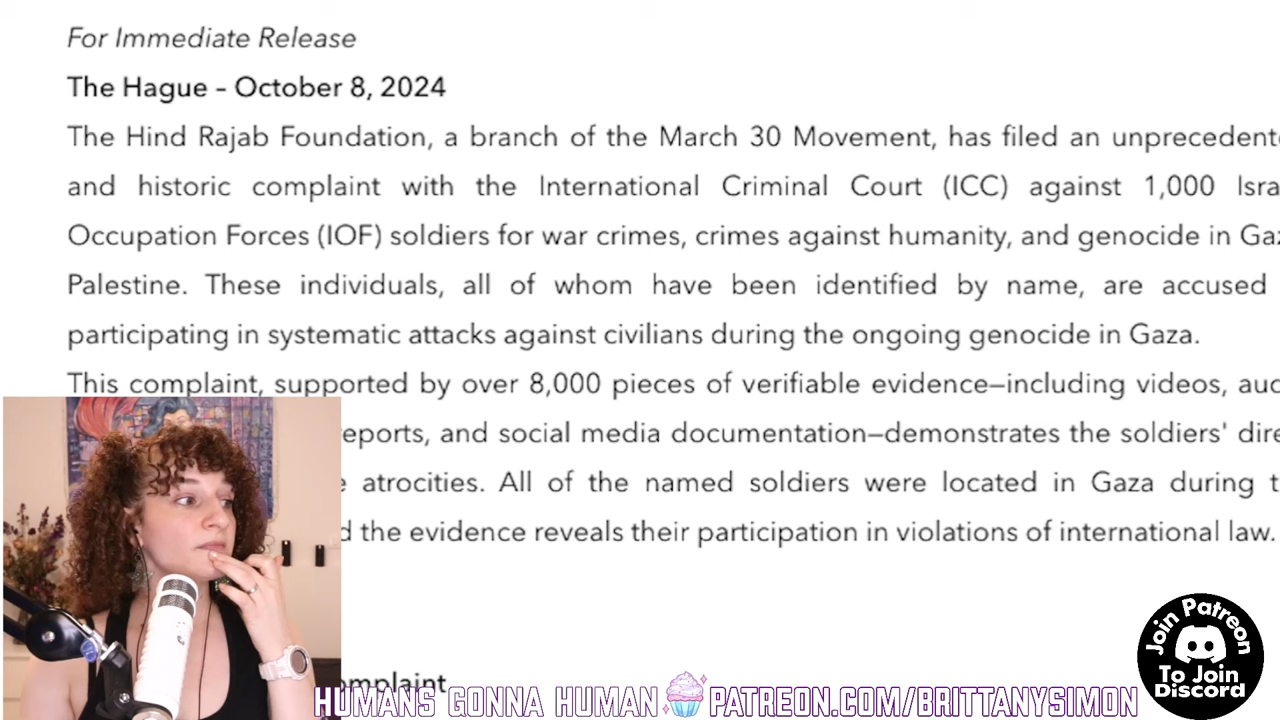 For Immediate Release
The Hague – October 8, 2024
The Hind Rajab Foundation, a branch of the March 30 Movement, has filed an unprecedente
and historic complaint with the International Criminal Court (ICC) against 1,000 Isra
Occupation Forces (IOF) soldiers for war crimes, crimes against humanity, and genocide in Ga
Palestine. These individuals, all of whom have been identified by name, are accused
participating in systematic attacks against civilians during the ongoing genocide in Gaza.
This complaint, supported by over 8,000 pieces of verifiable evidence—including videos, aud
eports, and social media documentation—demonstrates the soldiers' dire
e atrocities. All of the named soldiers were located in Gaza during t
d the evidence reveals their participation in violations of international law.
mplaint
HUMANS GONNA HUMAN PATREON.COM/BRITTANYSIMON
Join Patreon
To Join
Discord